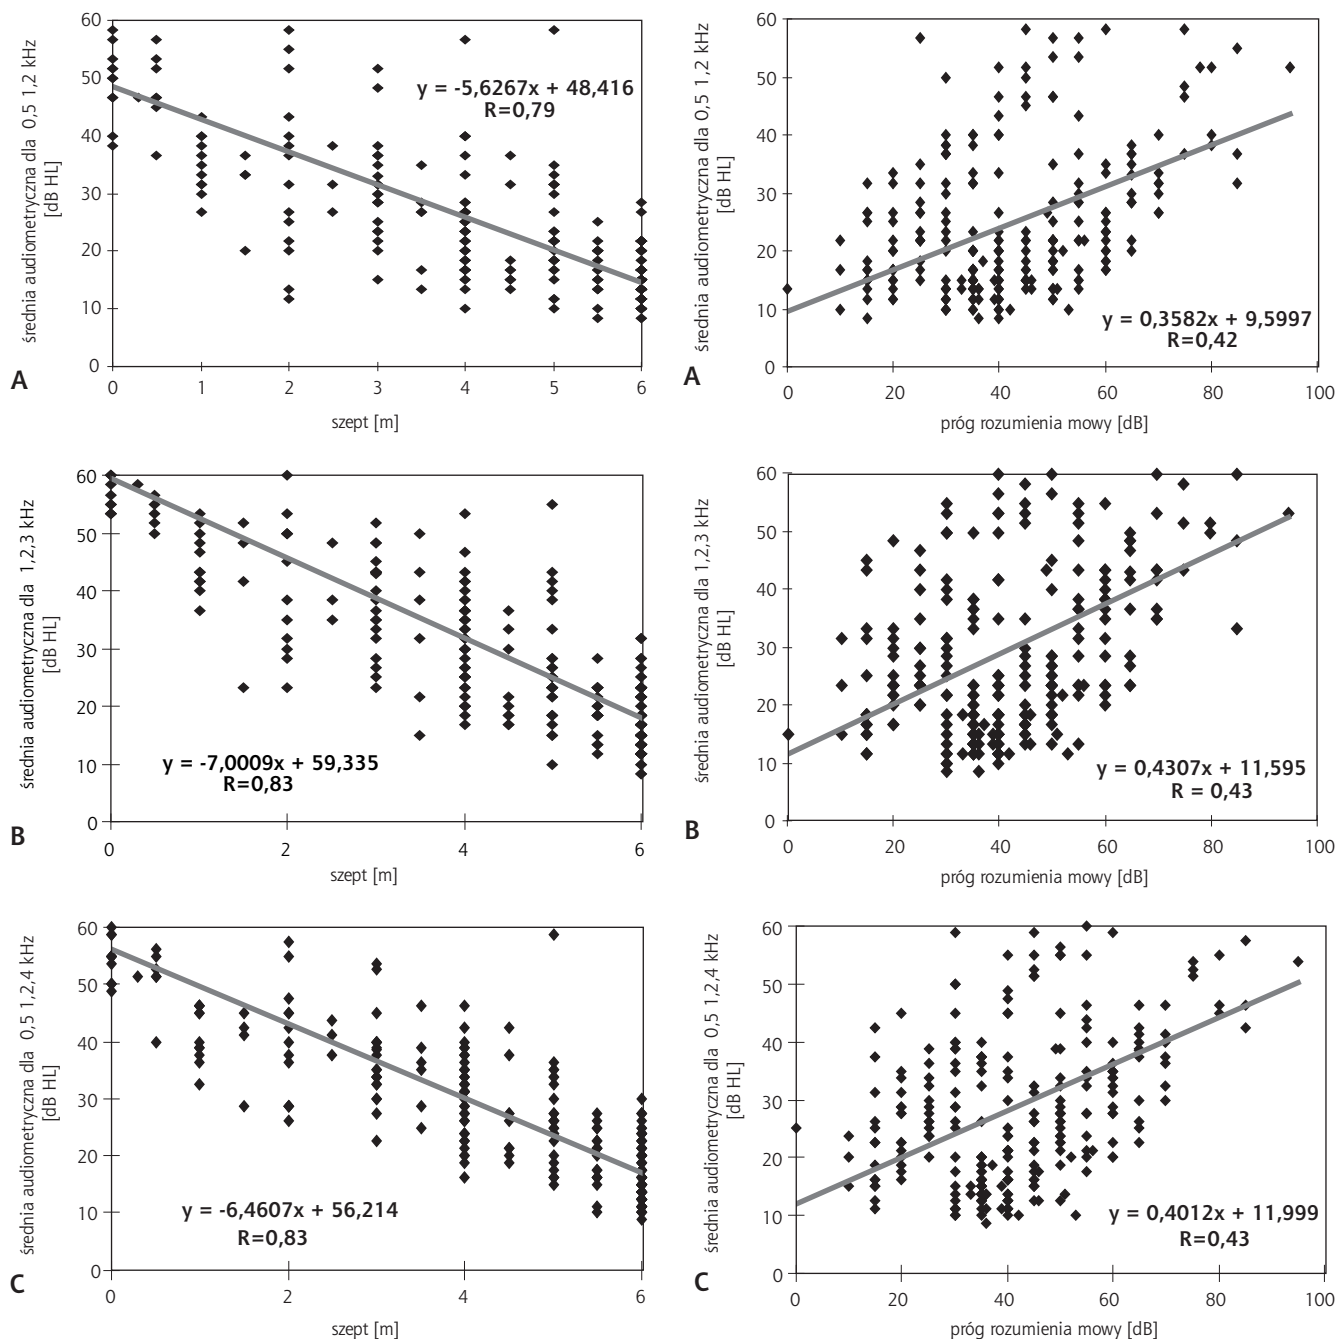 60
50
40
30
20
10
0
średnia audiometryczna dla 0,5 1,2 kHz
[dB HL]
y = -5,6267x + 48,416
R=0,79
0 1 2 3 4 5 6
szept [m]
A
60
50
40
30
20
10
0
średnia audiometryczna dla 0,5 1,2 kHz
[dB HL]
y = 0,3582x + 9,5997
R=0,42
0 20 40 60 80 100
próg rozumienia mowy [dB]
A
60
50
40
30
20
10
0
średnia audiometryczna dla 1,2,3 kHz
[dB HL]
y = -7,0009x + 59,335
R=0,83
0 2 4 6
szept [m]
B
60
50
40
30
20
10
0
średnia audiometryczna dla 1,2,3 kHz
[dB HL]
y = 0,4307x + 11,595
R = 0,43
0 20 40 60 80 100
próg rozumienia mowy [dB]
B
60
50
40
30
20
10
0
średnia audiometryczna dla 0,5 1,2,4 kHz
[dB HL]
y = -6,4607x + 56,214
R=0,83
0 2 4 6
szept [m]
C
60
50
40
30
20
10
0
średnia audiometryczna dla 0,5 1,2,4 kHz
[dB HL]
y = 0,4012x + 11,999
R=0,43
0 20 40 60 80 100
próg rozumienia mowy [dB]
C